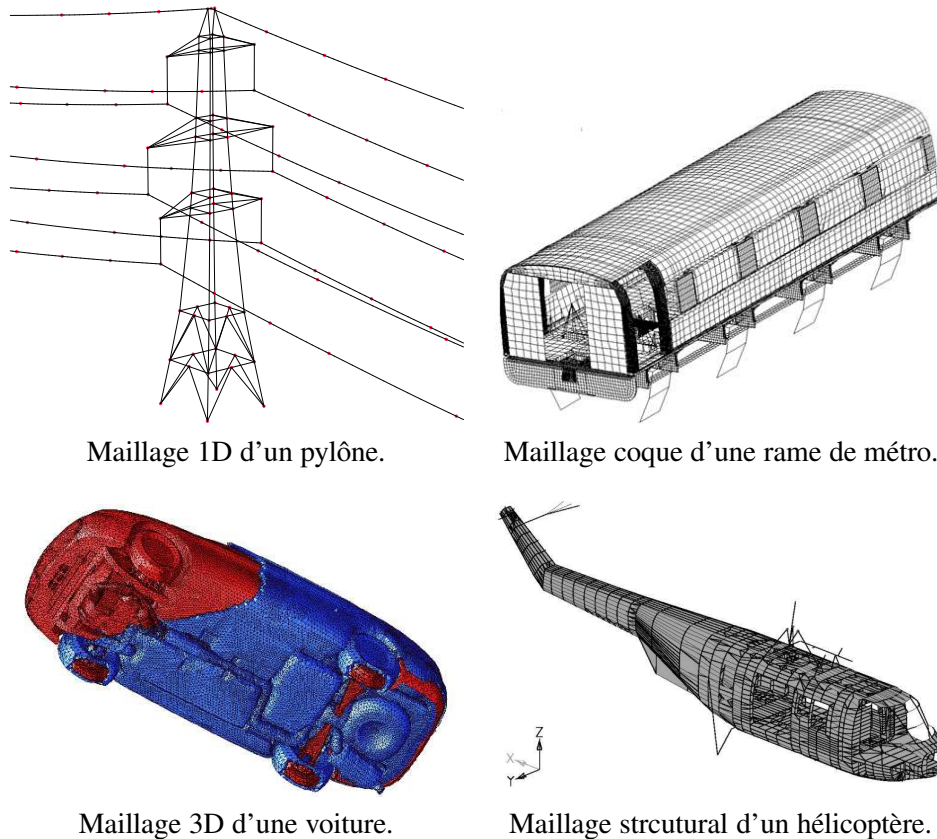 Maillage 1D d'un pylône.
Maillage coque d'une rame de métro.
Z
X
Y
Maillage 3D d'une voiture.
Maillage strcutural d'un hélicoptère.